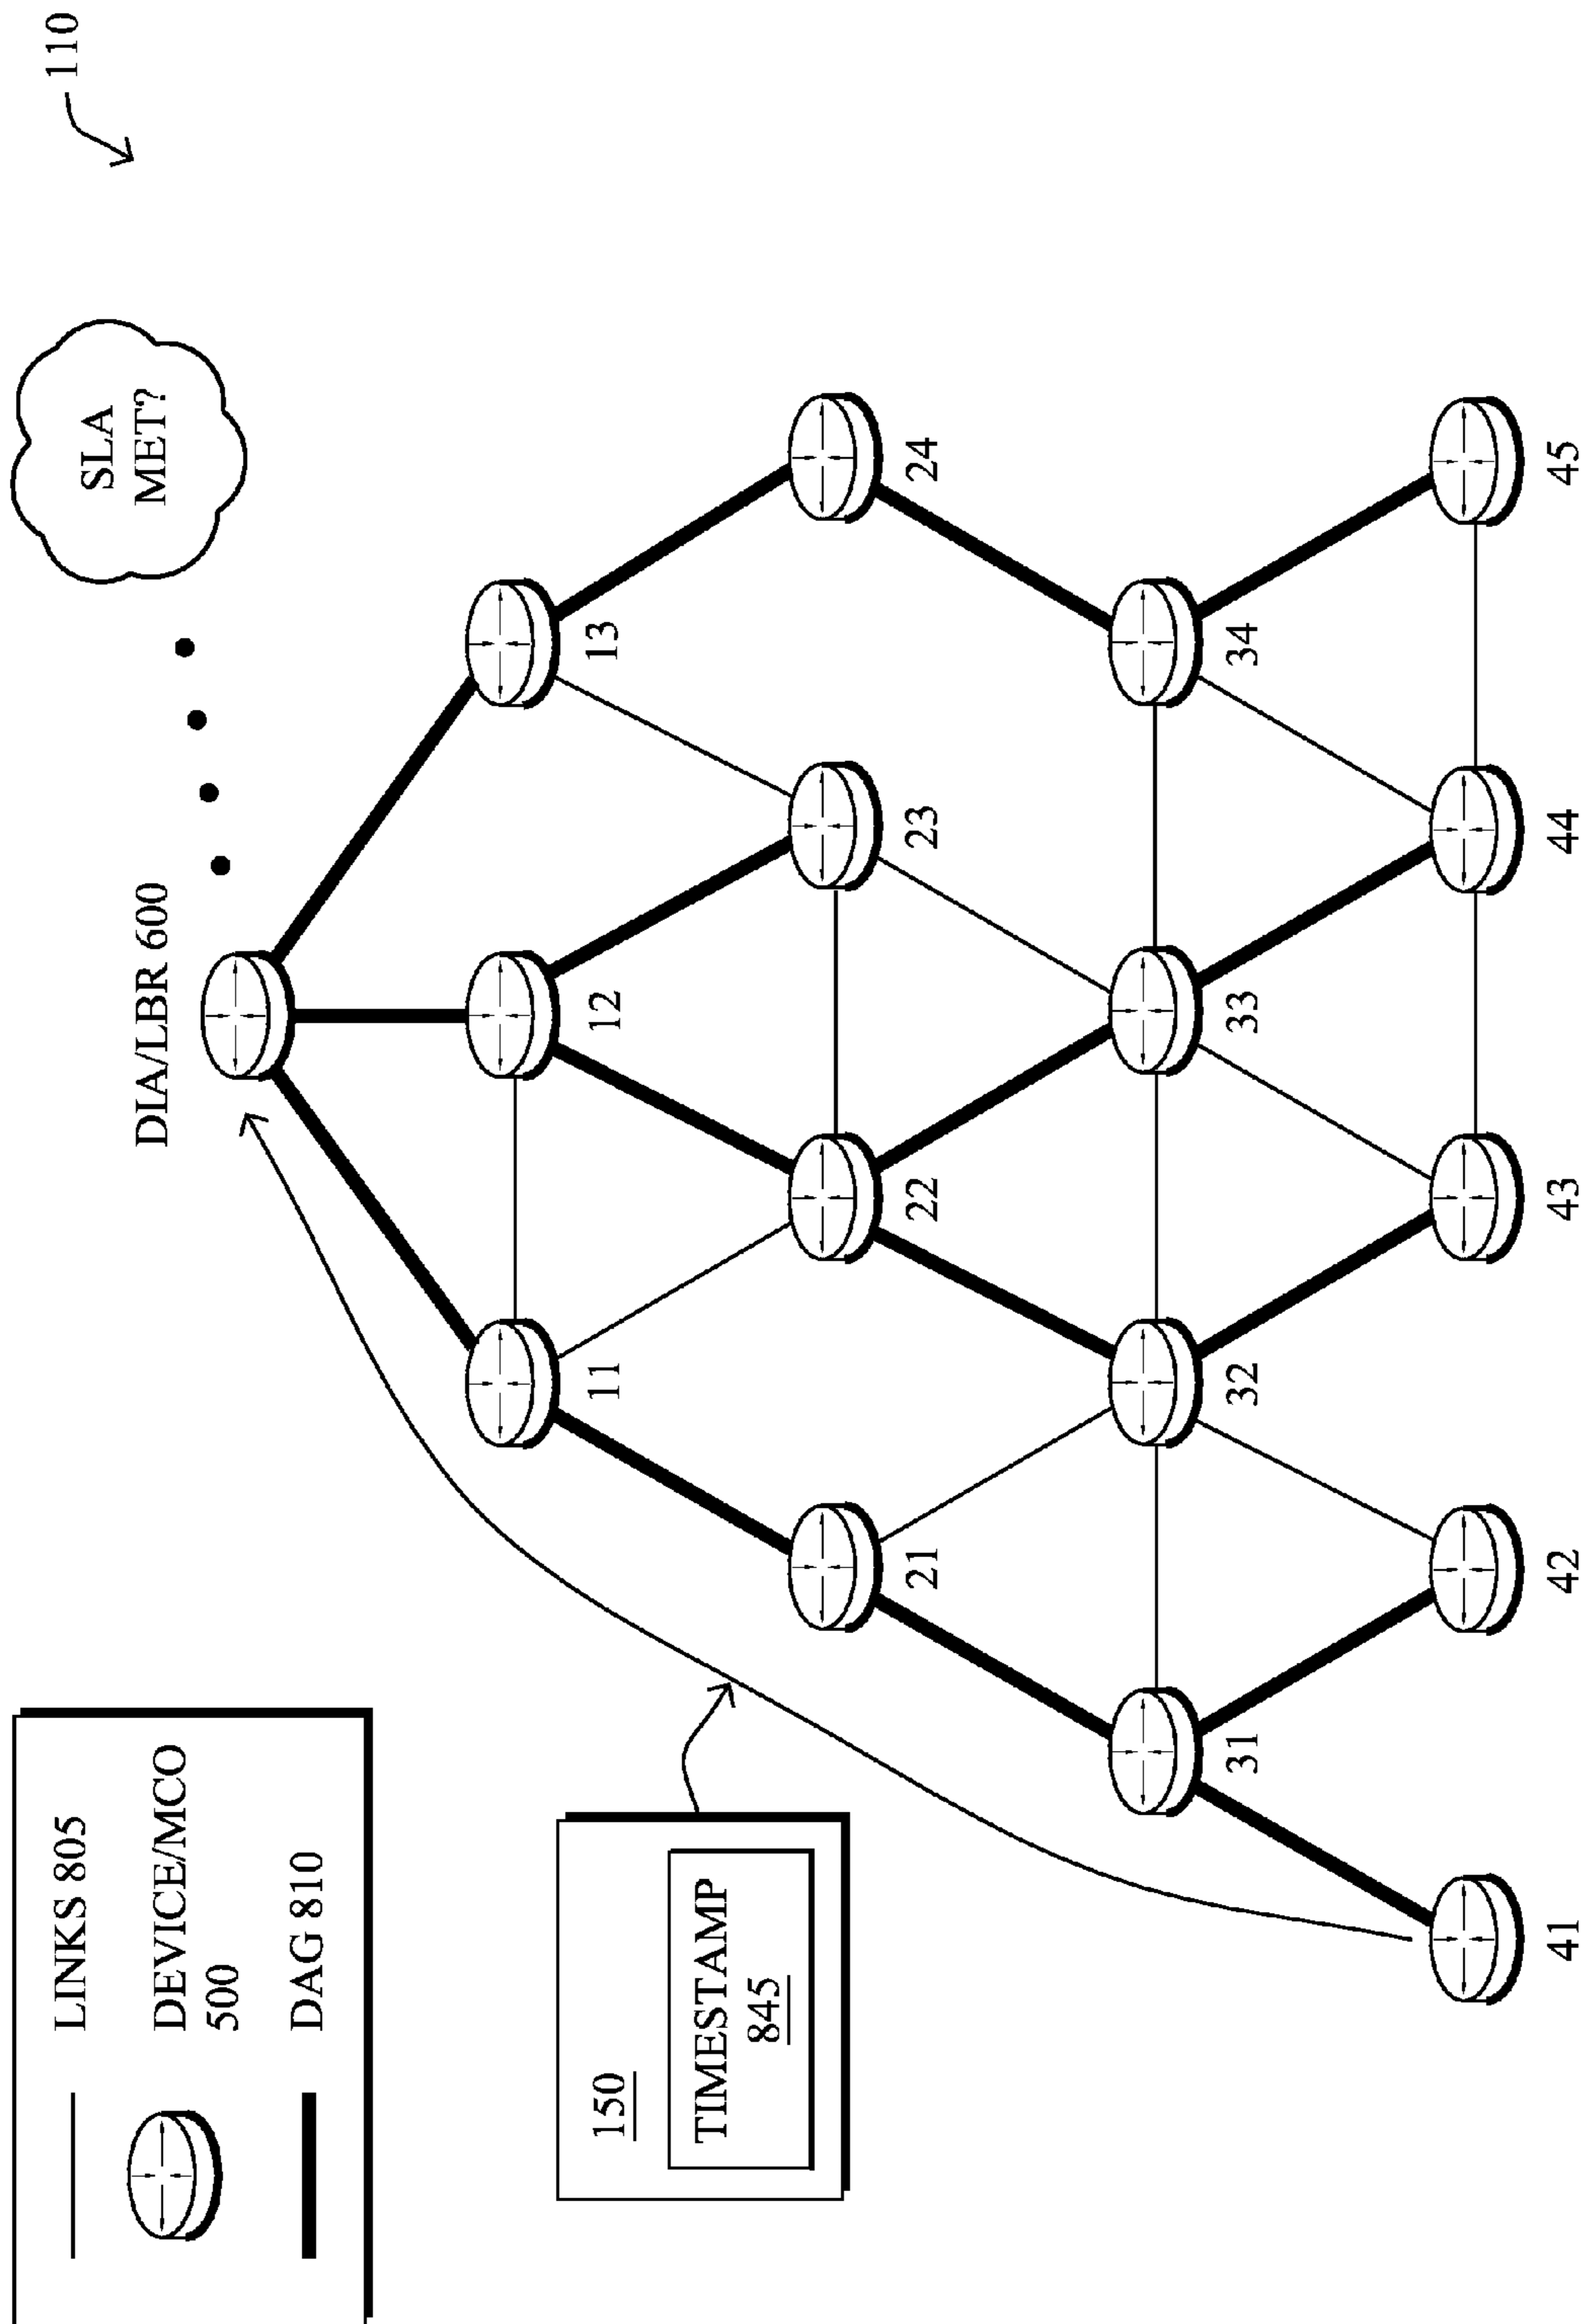 LINKS 805
DEVICE/MCO
500
DAG 810
150
TIMESTAMP
845
DIA/LBR 600
SLA
MET?
110
11
12
13
21
22
23
24
31
32
33
34
41
42
43
44
45